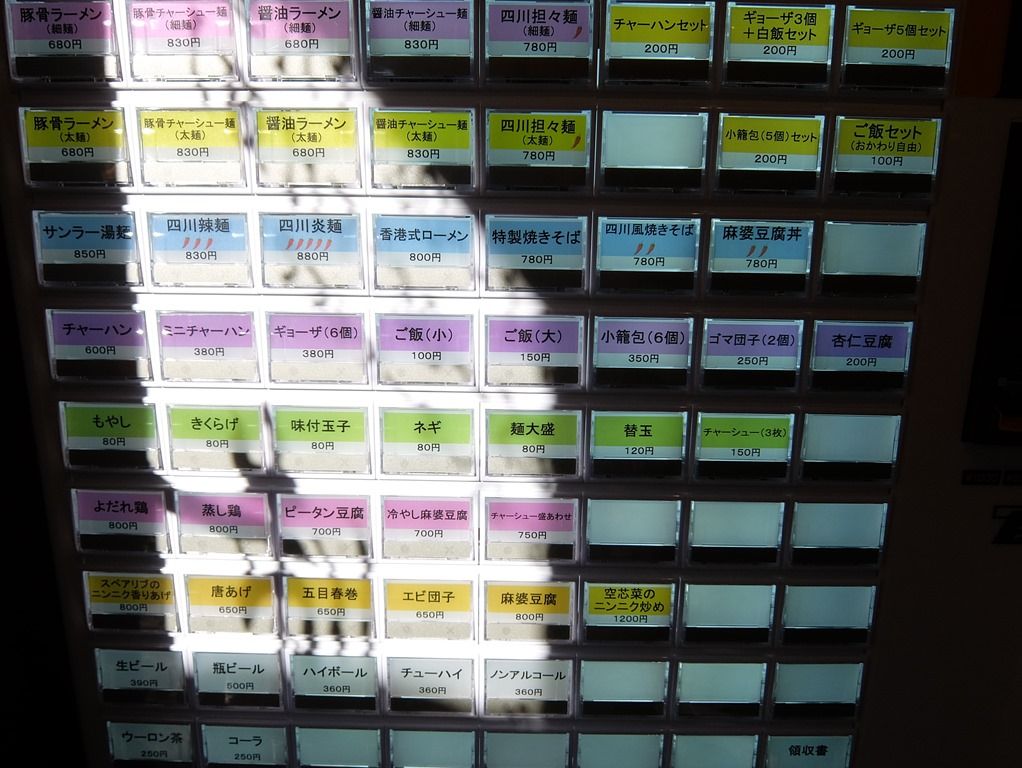 豚骨ラーメン
(細麺)
680円
豚骨チャーシュー麺
(細麺)
830円
醤油ラーメン
(細麺)
680円
醤油チャーシュー麺
(細麺)
830円
四川担々麺
(細麺)
780円
チャーハンセット
200円
ギョーザ3個
+白飯セット
200円
ギョーザ5個セット
200円
豚骨ラーメン
(太麺)
680円
豚骨チャーシュー麺
(太麺)
830円
醤油ラーメン
(太麺)
680円
醤油チャーシュー麺
(太麺)
830円
四川担々麺
(太麺)
780円
小籠包(5個)セット
200円
ご飯セット
(おかわり自由)
100円
サンラー湯麺
850円
四川辣麺
830円
四川炎麺
880円
香港式ローメン
800円
特製焼きそば
780円
四川風焼きそば
780円
麻婆豆腐丼
780円
チャーハン
600円
ミニチャーハン
380円
ギョーザ(6個)
380円
ご飯(小)
100円
ご飯(大)
150円
小籠包(6個)
350円
ゴマ団子(2個)
250円
杏仁豆腐
200円
もやし
80円
きくらげ
80円
味付玉子
80円
ネギ
80円
麺大盛
80円
替玉
120円
チャーシュー(3枚)
150円
よだれ鶏
800円
蒸し鶏
800円
ピータン豆腐
700円
冷やし麻婆豆腐
700円
チャーシュー盛あわせ
750円
スペアリブの
ニンニク香りあげ
800円
唐あげ
650円
五目春巻
650円
エビ団子
650円
麻婆豆腐
800円
空芯菜の
ニンニク炒め
1200円
生ビール
390円
瓶ビール
500円
ハイボール
360円
チューハイ
360円
ノンアルコール
360円
ウーロン茶
250円
コーラ
250円
領収書